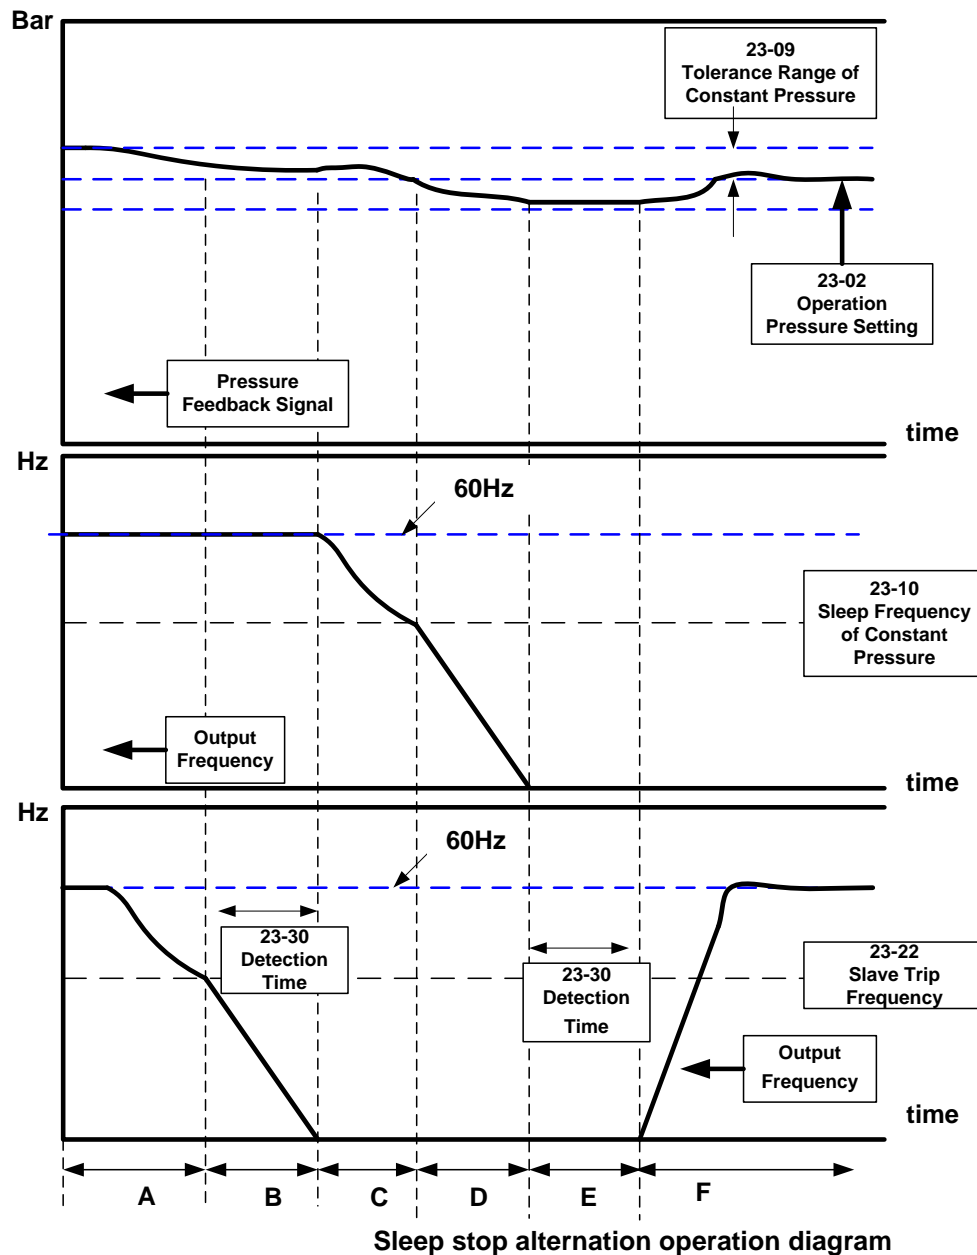 Bar
23-09
Tolerance Range of
Constant Pressure
23-02
Operation
Pressure Setting
Pressure
Feedback Signal
time
Hz
60Hz
23-10
Sleep Frequency
of Constant
Pressure
Output
Frequency
time
Hz
60Hz
23-30
Detection
Time
23-30
Detection
Time
23-22
Slave Trip
Frequency
Output
Frequency
time
A
B
C
D
E
F
Sleep stop alternation operation diagram